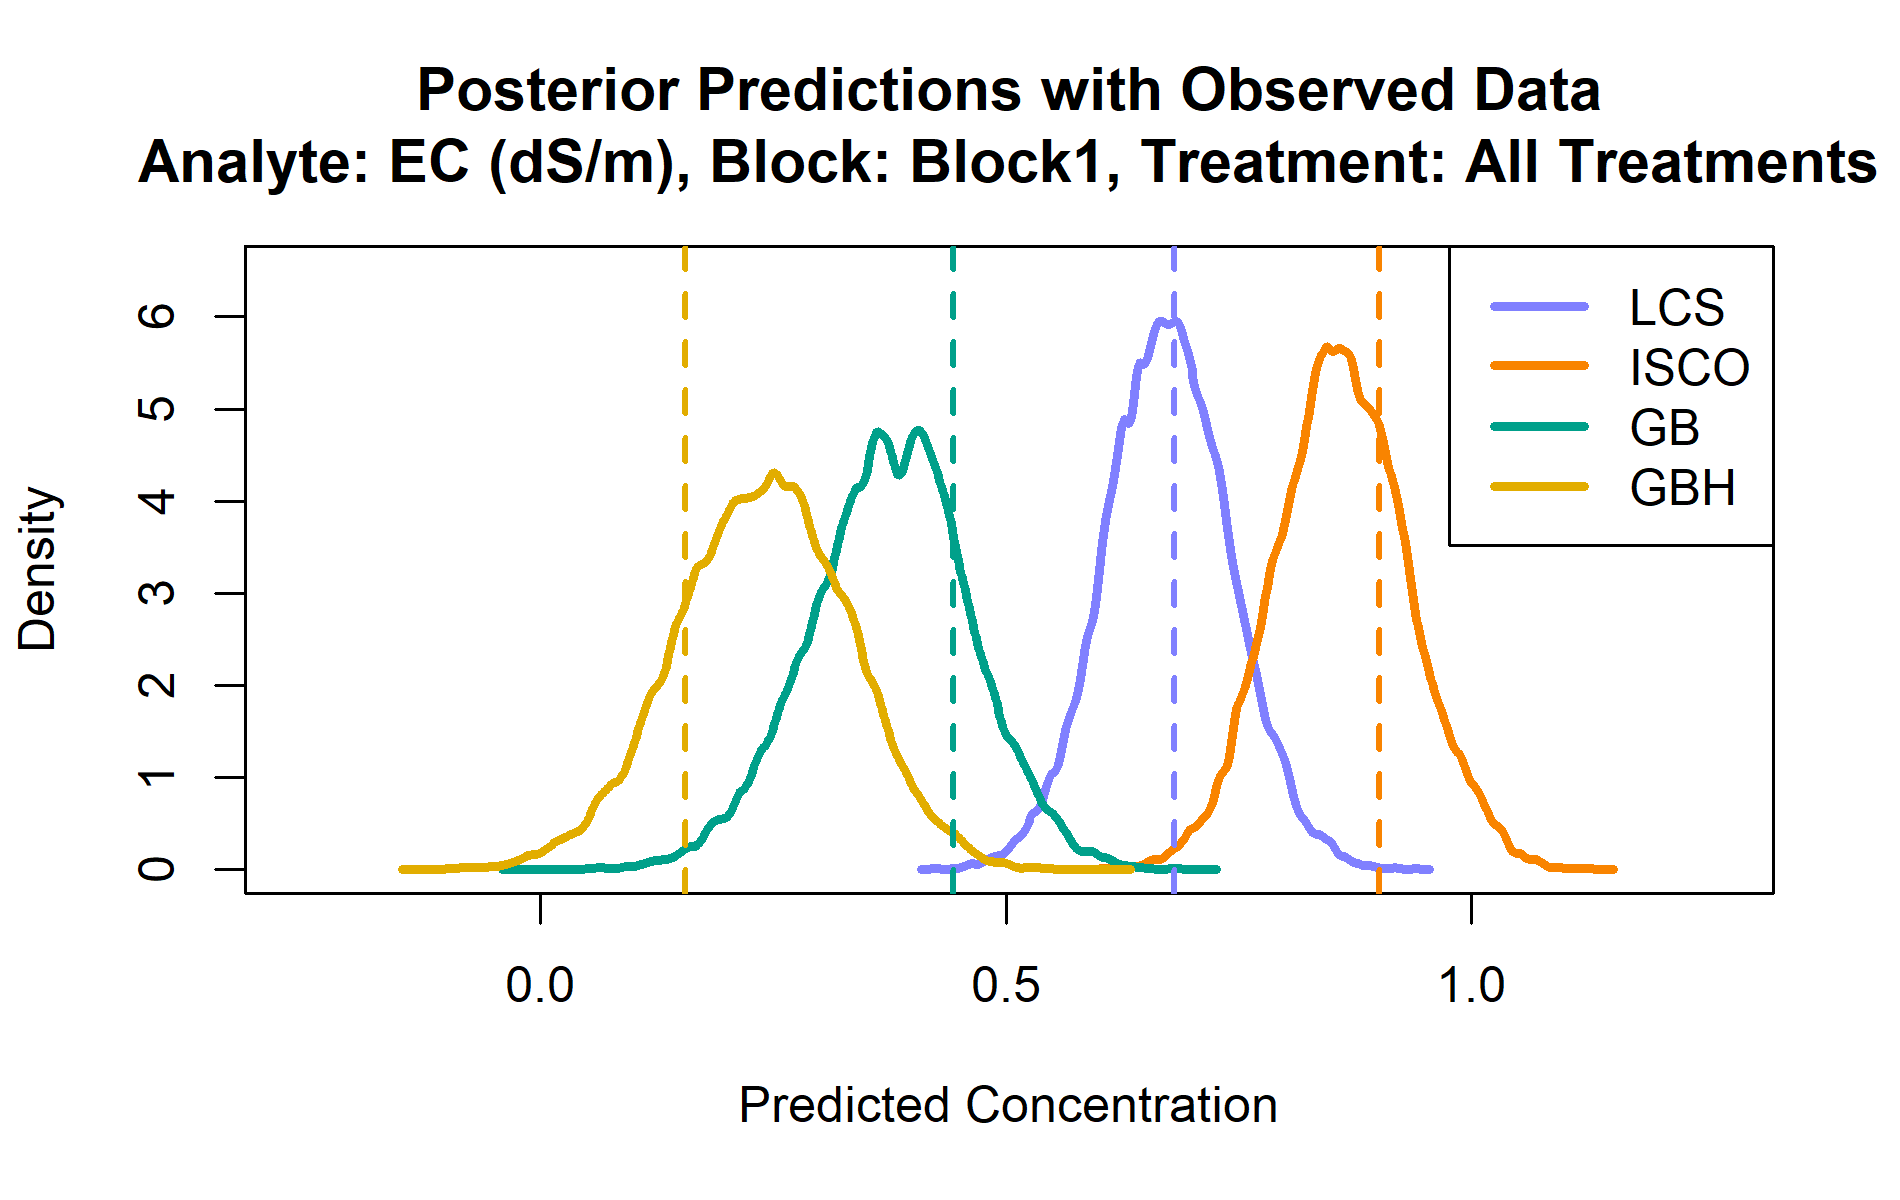 Posterior Predictions with Observed Data
Analyte: EC (dS/m), Block: Block1, Treatment: All Treatments
LCS
ISCO
GB
GBH
Density
6
5
4
3
2
1
0
0.0 0.5 1.0
Predicted Concentration